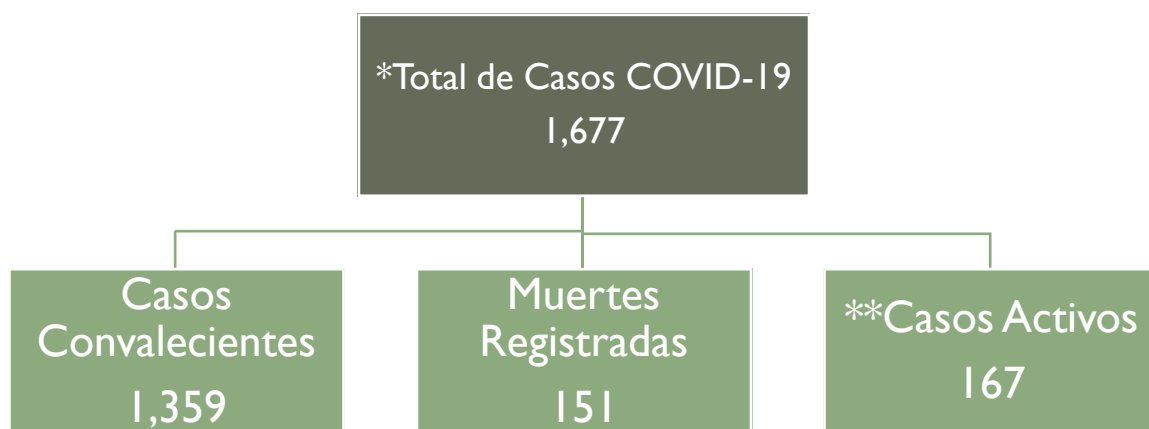 *Total de Casos COVID-19
1,677
Casos
Convalecientes
1,359
Muertes
Registradas
151
**Casos Activos
167